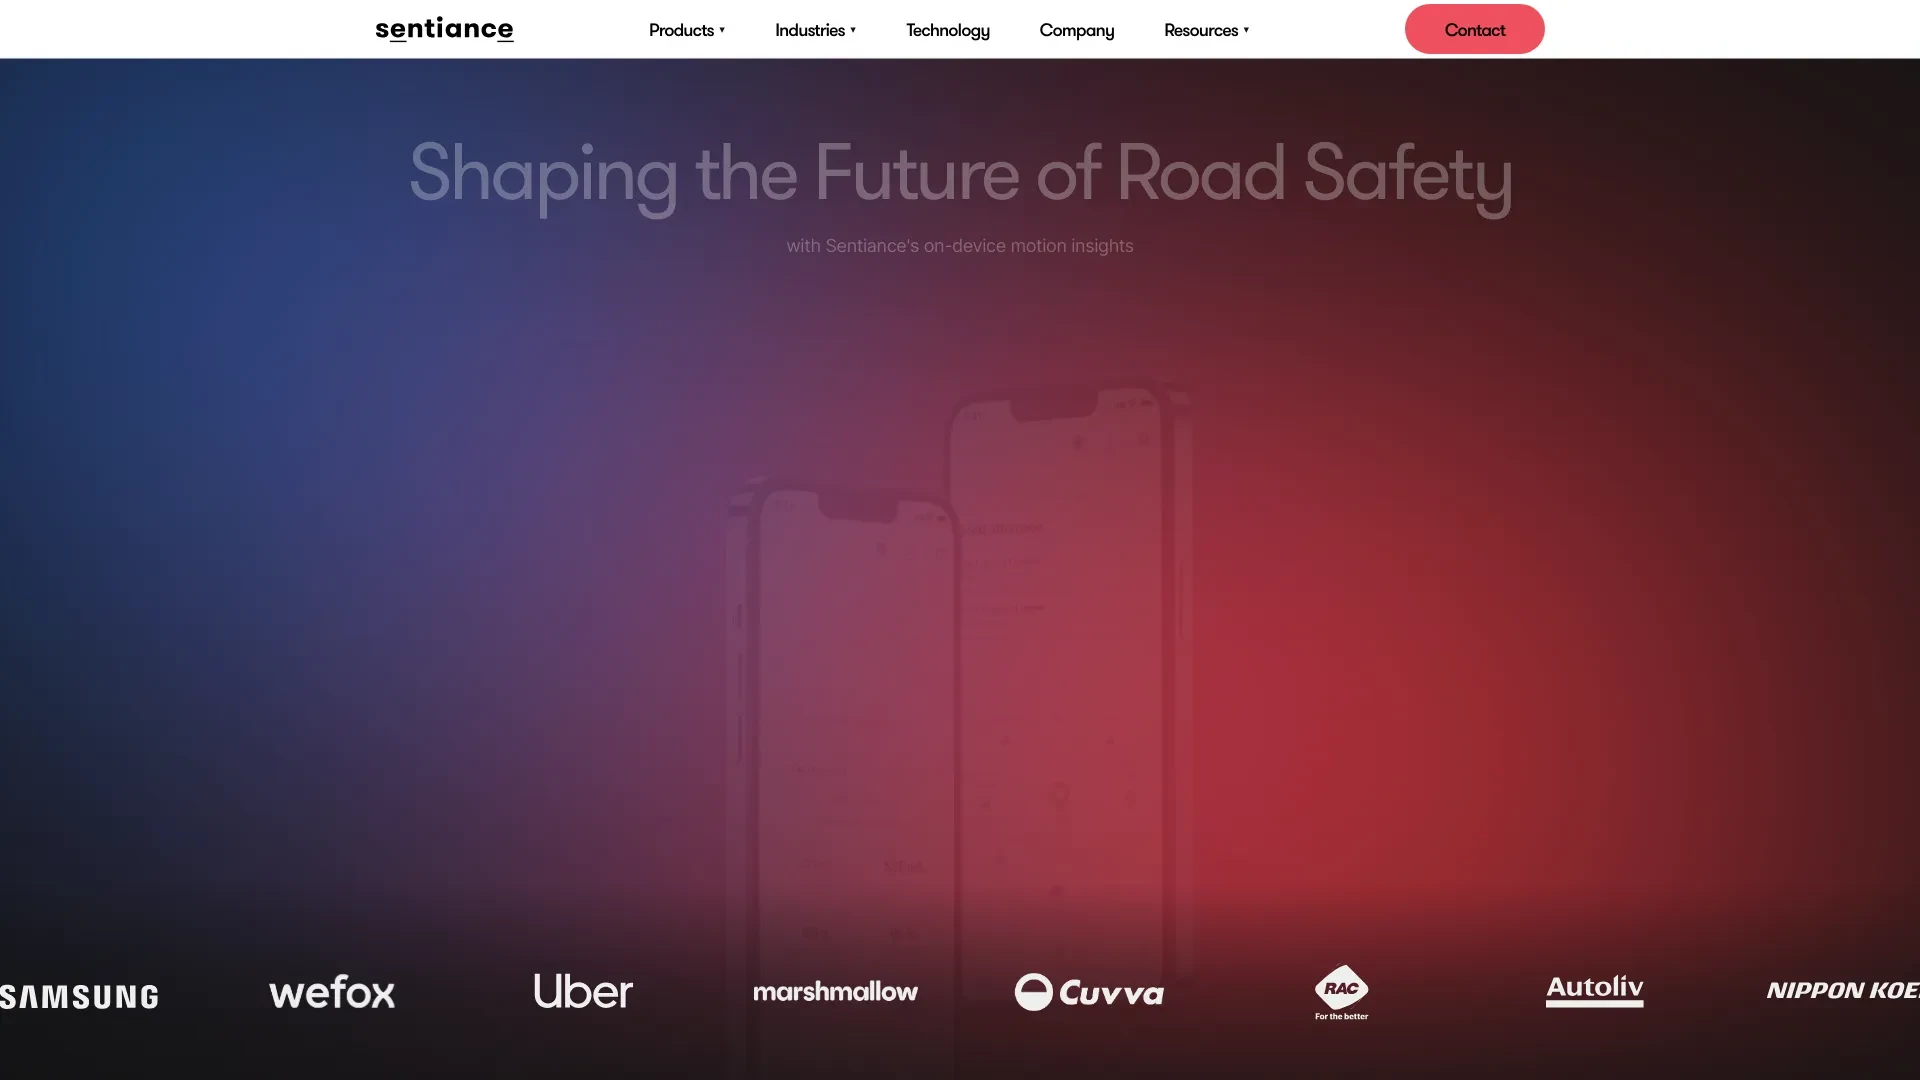 sentiance
Products ▾
Industries ▾
Technology
Company
Resources ▾
Contact
Shaping the Future of Road Safety
with Sentiance's on-device motion insights
SAMSUNG
wefox
Uber
marshmallow
Cuvva
RAC
For the better
Autoliv
NIPPON KOE